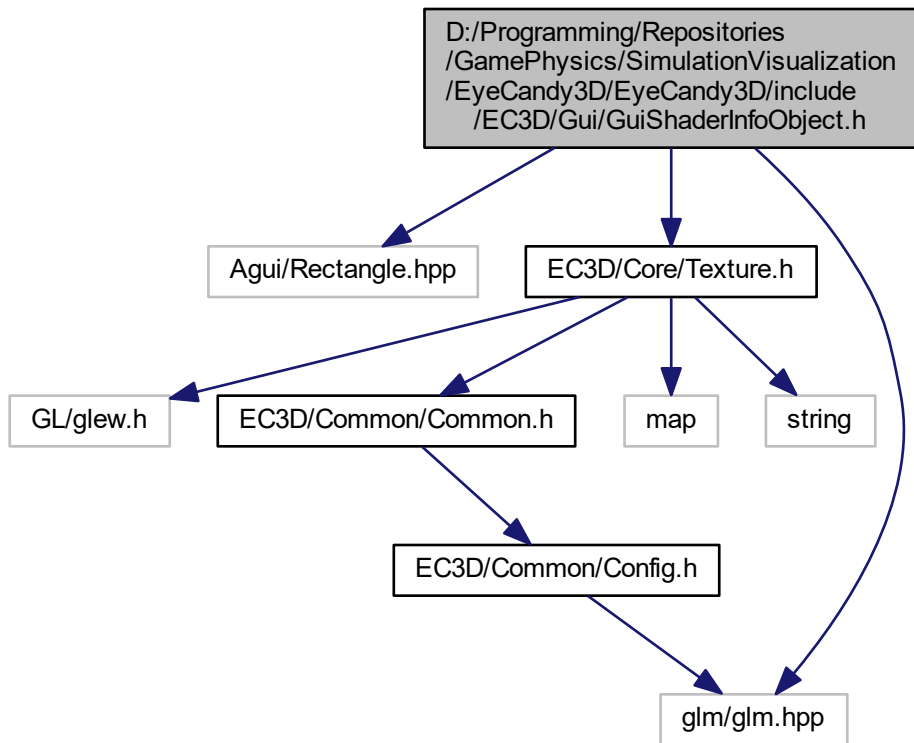 D:/Programming/Repositories
/GamePhysics/SimulationVisualization
/EyeCandy3D/EyeCandy3D/include
/EC3D/Gui/GuiShaderInfoObject.h
Agui/Rectangle.hpp
EC3D/Core/Texture.h
GL/glew.h
EC3D/Common/Common.h
map
string
EC3D/Common/Config.h
glm/glm.hpp